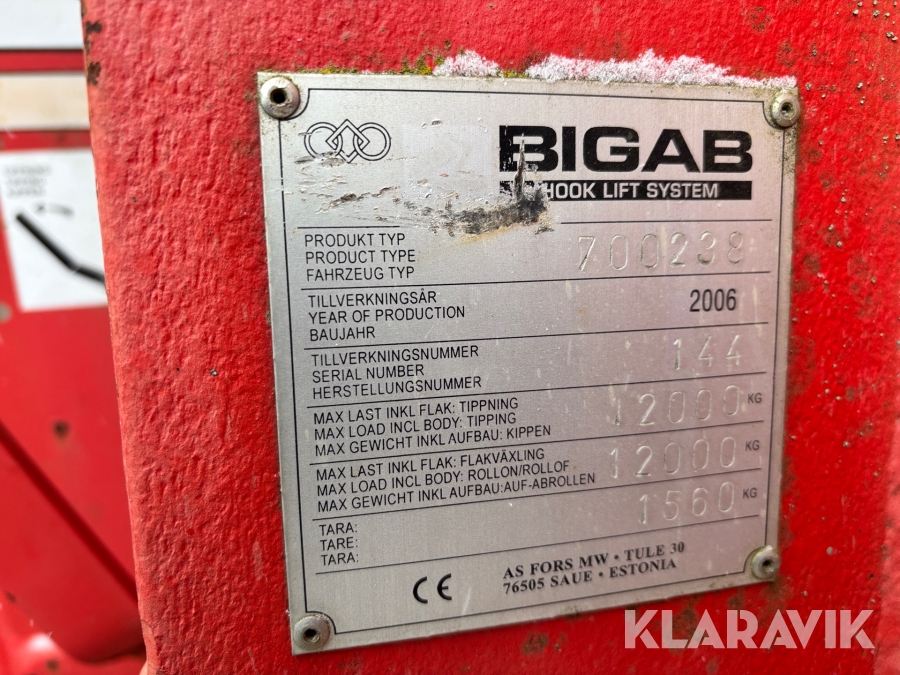 BIGAB
HOOK LIFT SYSTEM
PRODUKT TYP
PRODUCT TYPE
FAHRZEUG TYP
700238
TILLVERKNINGSÅR
YEAR OF PRODUCTION
BAUJAHR
2006
TILLVERKNINGSNUMMER
SERIAL NUMBER
HERSTELLUNGSNUMMER
144
MAX LAST INKL FLAK: TIPPNING
MAX LOAD INCL BODY: TIPPING
MAX GEWICHT INKL AUFBAU: KIPPEN
12000 KG
MAX LAST INKL FLAK: FLAKVÄXLING
MAX LOAD INCL BODY: ROLLON/ROLLOF
MAX GEWICHT INKL AUFBAU:AUF-ABROLLEN
12000 KG
TARA:
TARE:
TARA:
1560 KG
CE
AS FORS MW • TULE 30
76505 SAUE • ESTONIA
KLARAVIK